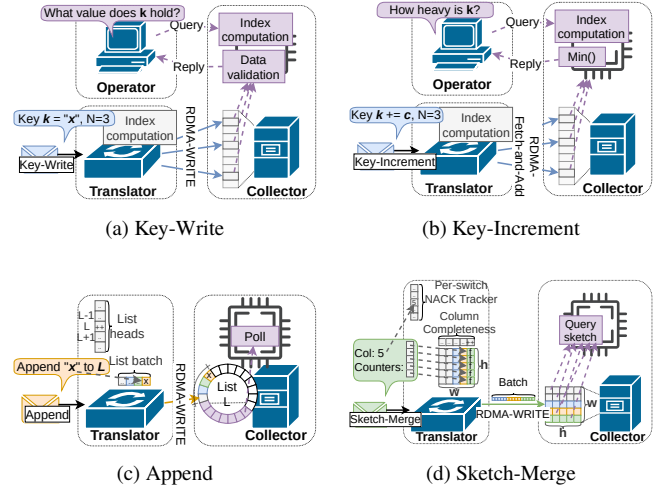 What value does k hold?
Query
Index
computation
Data
validation
Reply
Operator
Key k = "x", N=3
Index
computation
Key-Write
RDMA-WRITE
Translator
Collector
(a) Key-Write
How heavy is k?
Query
Index
computation
Min()
Reply
Operator
Key k += c, N=3
Index
computation
Key-Increment
Fetch-and-Add
RDMA-
Translator
Collector
(b) Key-Increment
L-1
L
L+1
++
List
heads
List batch
Append "x" to L
x
Append
RDMA-WRITE
Poll
x
List
L
Translator
Collector
(c) Append
Per-switch
NACK Tracker
Column
Completeness
Col: 5
Counters:
h
w
Batch
Sketch-Merge
RDMA-WRITE
Query
sketch
w
h
Translator
Collector
(d) Sketch-Merge